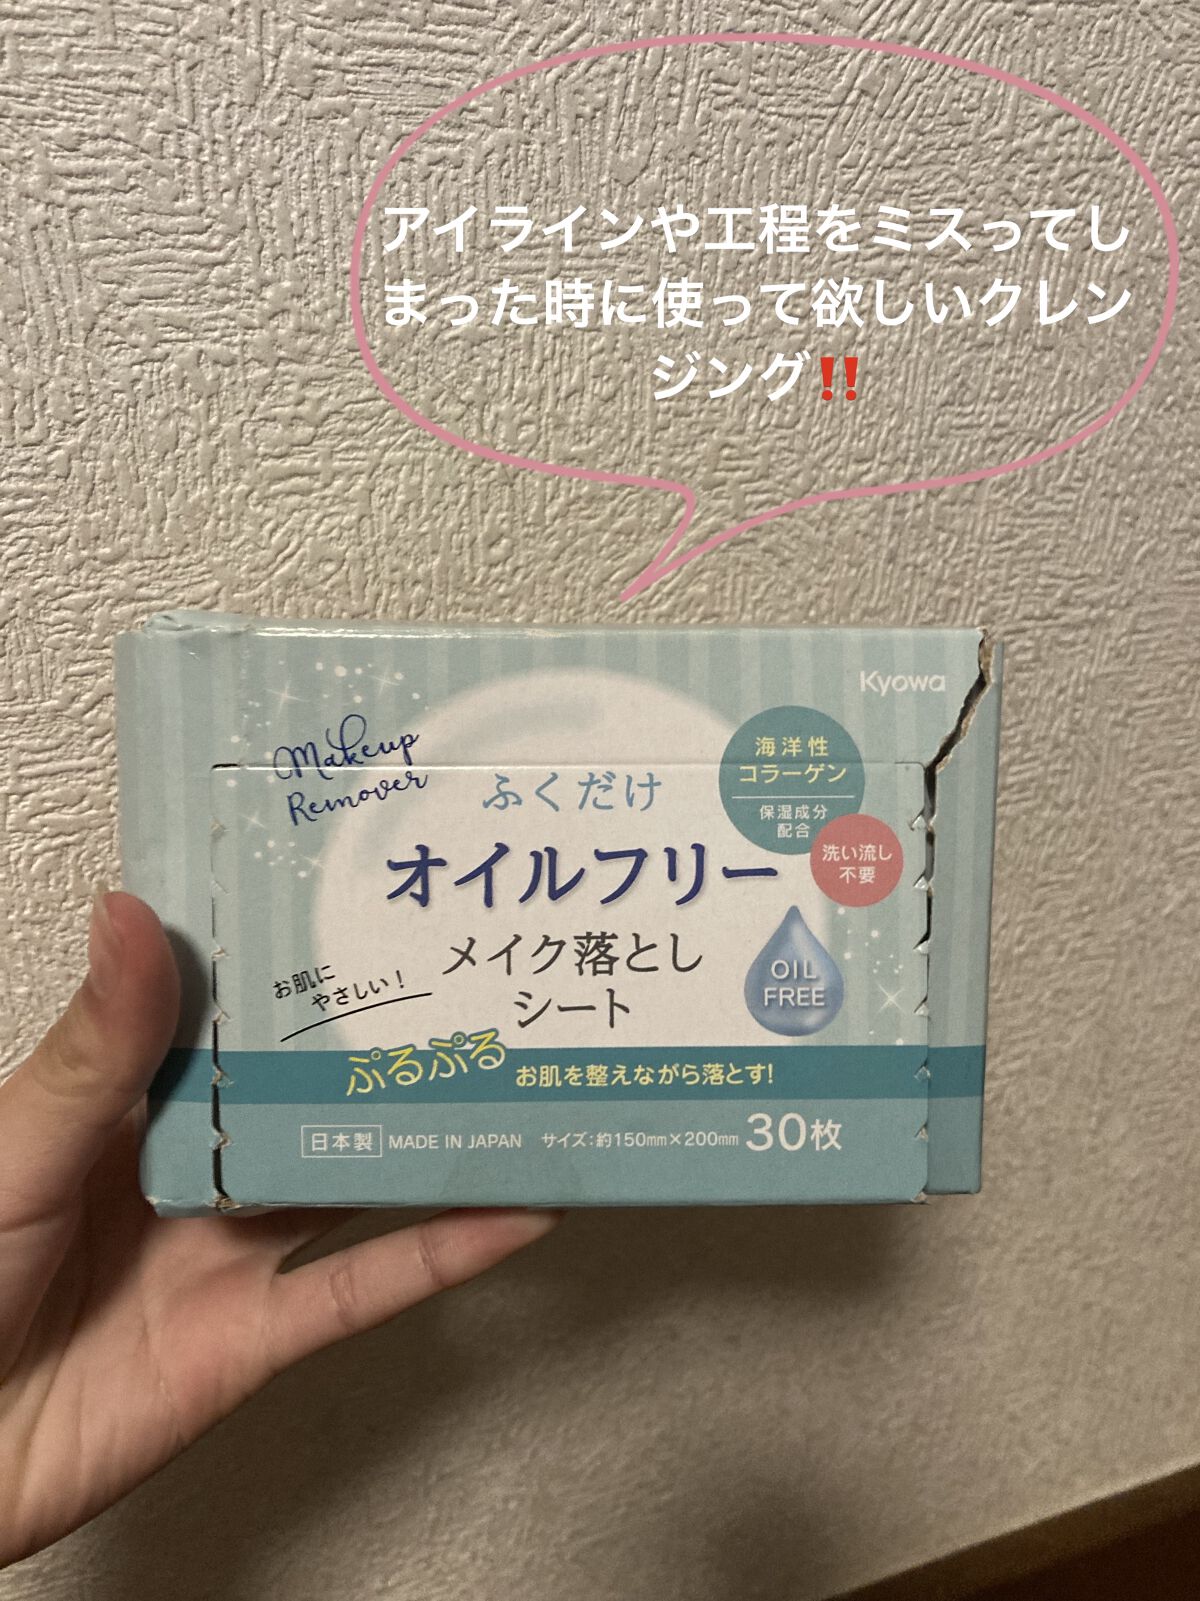 アイラインや工程をミスってし
まった時に使って欲しいクレン
ジング‼️
Kyowa
Makeup
Remover
海洋性
コラーゲン
保湿成分
配合
洗い流し
不要
ふくだけ
オイルフリー
メイク落とし
シート
OIL
FREE
お肌に
やさしい!
ぷるぷる お肌を整えながら落とす!
日本製 MADE IN JAPAN サイズ:約150mm×200mm 30枚